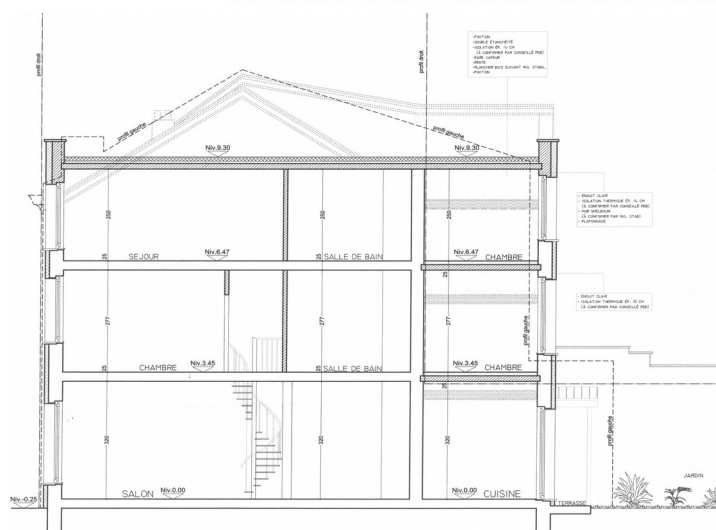 profil droit
profil droit
-FINITION
-DOUBLE ÉTANCHÉITÉ
-ISOLATION ÉP. 14 CM
(À CONFIRMER PAR CONSEILLÉ PEB)
-PARE VAPEUR
-PENTE
-PLANCHER BOIS SUIVANT ING. STABIL.
-FINITION
profil gauche
profil gauche
Niv.9.30
Niv.9.30
- ENDUIT CLAIR
- ISOLATION THERMIQUE ÉP. 14 CM
(À CONFIRMER PAR CONSEILLÉ PEB)
(À CONFIRMER PAR ING. STAB)
- PLAFONNAGE
250
250
250
Niv.6.47
Niv.6.47
SEJOUR
SALLE DE BAIN
CHAMBRE
25
25
25
- ENDUIT CLAIR
- ISOLATION THERMIQUE ÉP. 10 CM
(À CONFIRMER PAR CONSEILLÉ PEB)
277
277
277
profil gauche
Niv.3.45
Niv.3.45
CHAMBRE
SALLE DE BAIN
CHAMBRE
25
25
25
320
320
320
profil gauche
JARDIN
Niv.-0.25
Niv.0.00
Niv.0.00
SALON
CUISINE
TERRASSE